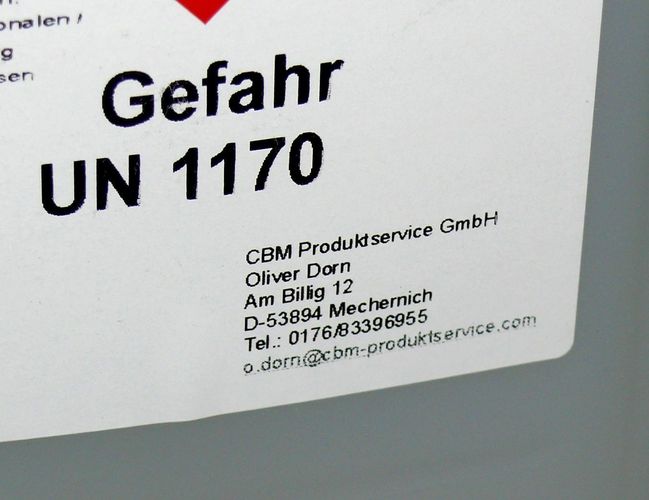 onalen /
g
sen
Gefahr
UN 1170
CBM Produktservice GmbH
Oliver Dorn
Am Billig 12
D-53894 Mechernich
Tel.: 0176/83396955
o.dorn@cbm-produktservice.com